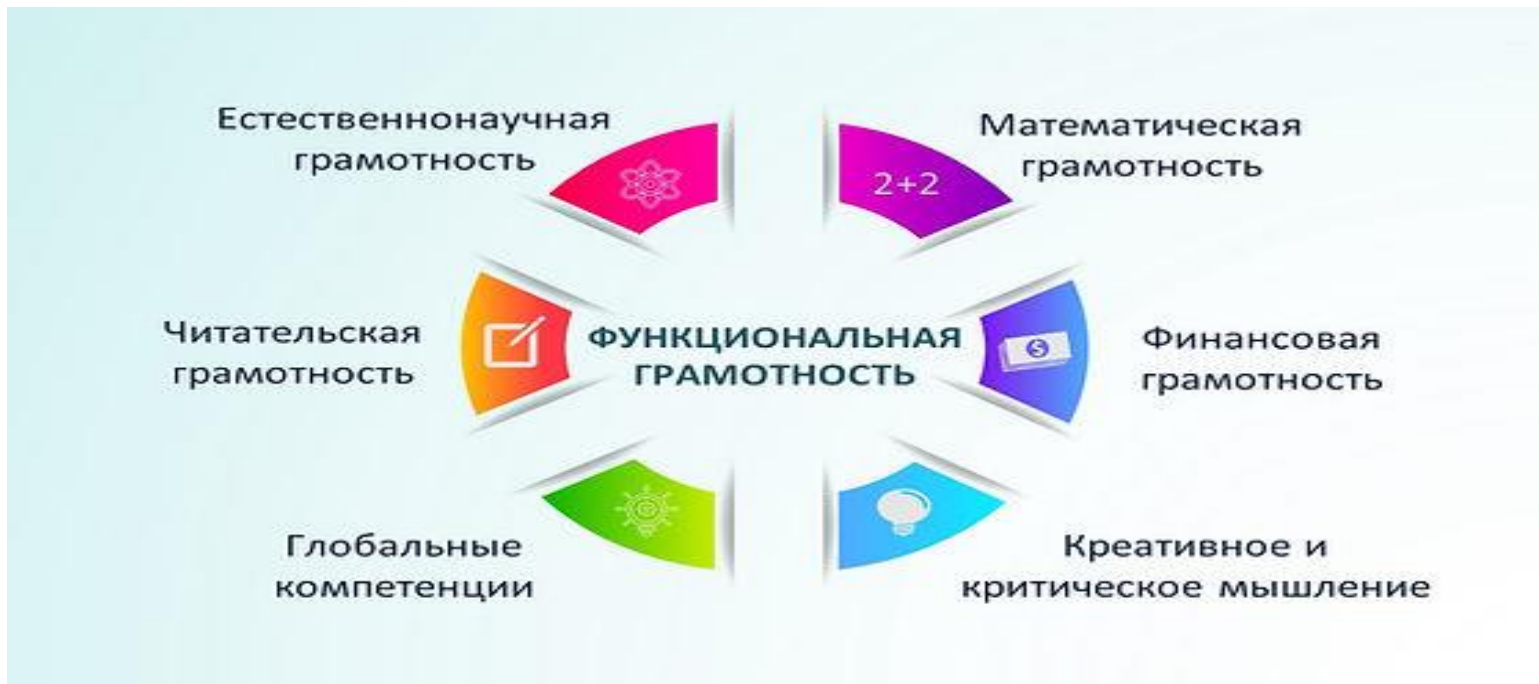 Естественнонаучная
грамотность
Математическая
грамотность
2+2
Читательская
грамотность
ФУНКЦИОНАЛЬНАЯ
ГРАМОТНОСТЬ
$
Финансовая
грамотность
Глобальные
компетенции
Креативное и
критическое мышление